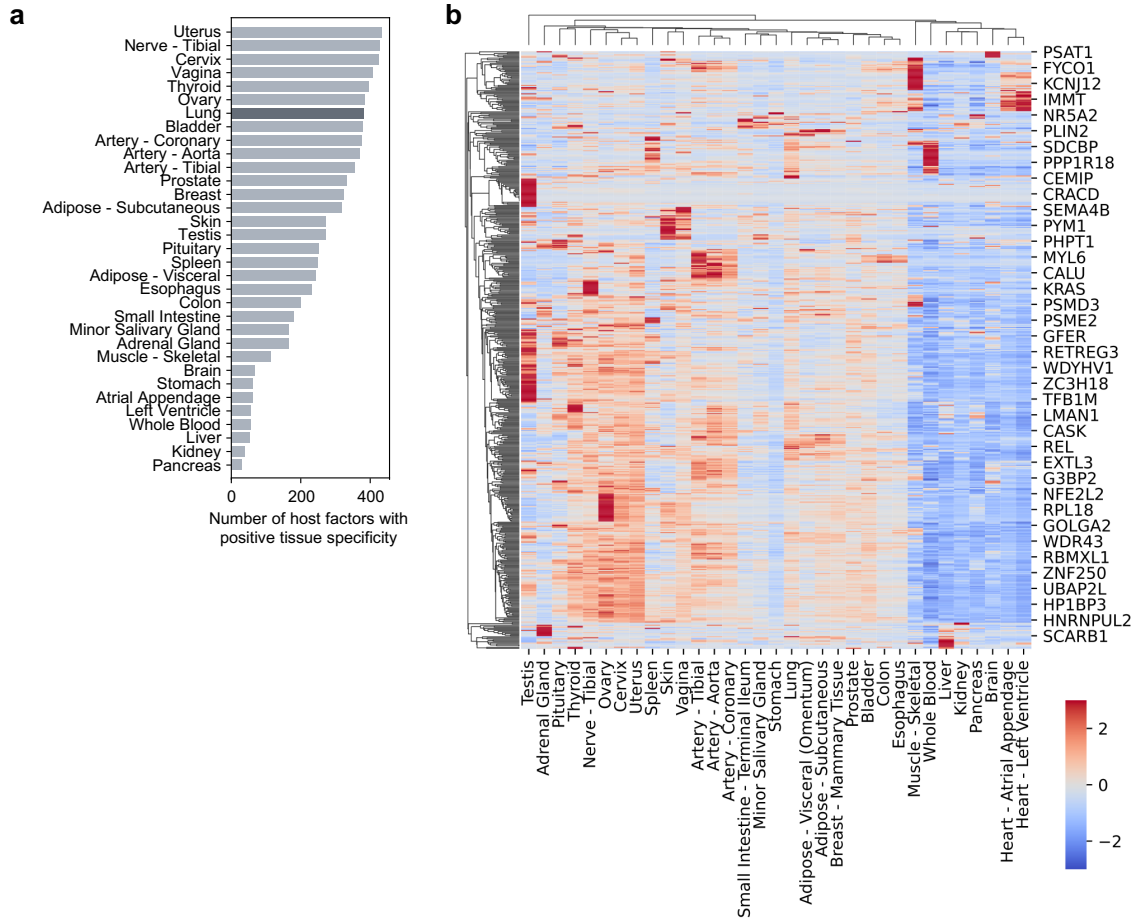 a
Uterus
Nerve - Tibial
Cervix
Vagina
Thyroid
Ovary
Lung
Bladder
Artery - Coronary
Artery - Aorta
Artery - Tibial
Prostate
Breast
Adipose - Subcutaneous
Skin
Testis
Pituitary
Spleen
Adipose - Visceral
Esophagus
Colon
Small Intestine
Minor Salivary Gland
Adrenal Gland
Muscle - Skeletal
Brain
Stomach
Atrial Appendage
Left Ventricle
Whole Blood
Liver
Kidney
Pancreas
0 200 400
Number of host factors with
positive tissue specificity
b
PSAT1
FYCO1
KCNJ12
IMMT
NR5A2
PLIN2
SDCBP
PPP1R18
CEMIP
CRACD
SEMA4B
PYM1
PHPT1
MYL6
CALU
KRAS
PSMD3
PSME2
GFER
RETREG3
WDYHV1
ZC3H18
TFB1M
LMAN1
CASK
REL
EXTL3
G3BP2
NFE2L2
RPL18
GOLGA2
WDR43
RBMXL1
ZNF250
UBAP2L
HP1BP3
HNRNPUL2
SCARB1
Testis
Adrenal Gland
Pituitary
Thyroid
Nerve - Tibial
Ovary
Cervix
Uterus
Spleen
Skin
Vagina
Artery - Tibial
Artery - Aorta
Artery - Coronary
Small Intestine - Terminal Ileum
Minor Salivary Gland
Stomach
Lung
Adipose - Visceral (Omentum)
Adipose - Subcutaneous
Breast - Mammary Tissue
Prostate
Bladder
Colon
Esophagus
Muscle - Skeletal
Whole Blood
Liver
Kidney
Pancreas
Brain
Heart - Atrial Appendage
Heart - Left Ventricle
2
0
−2